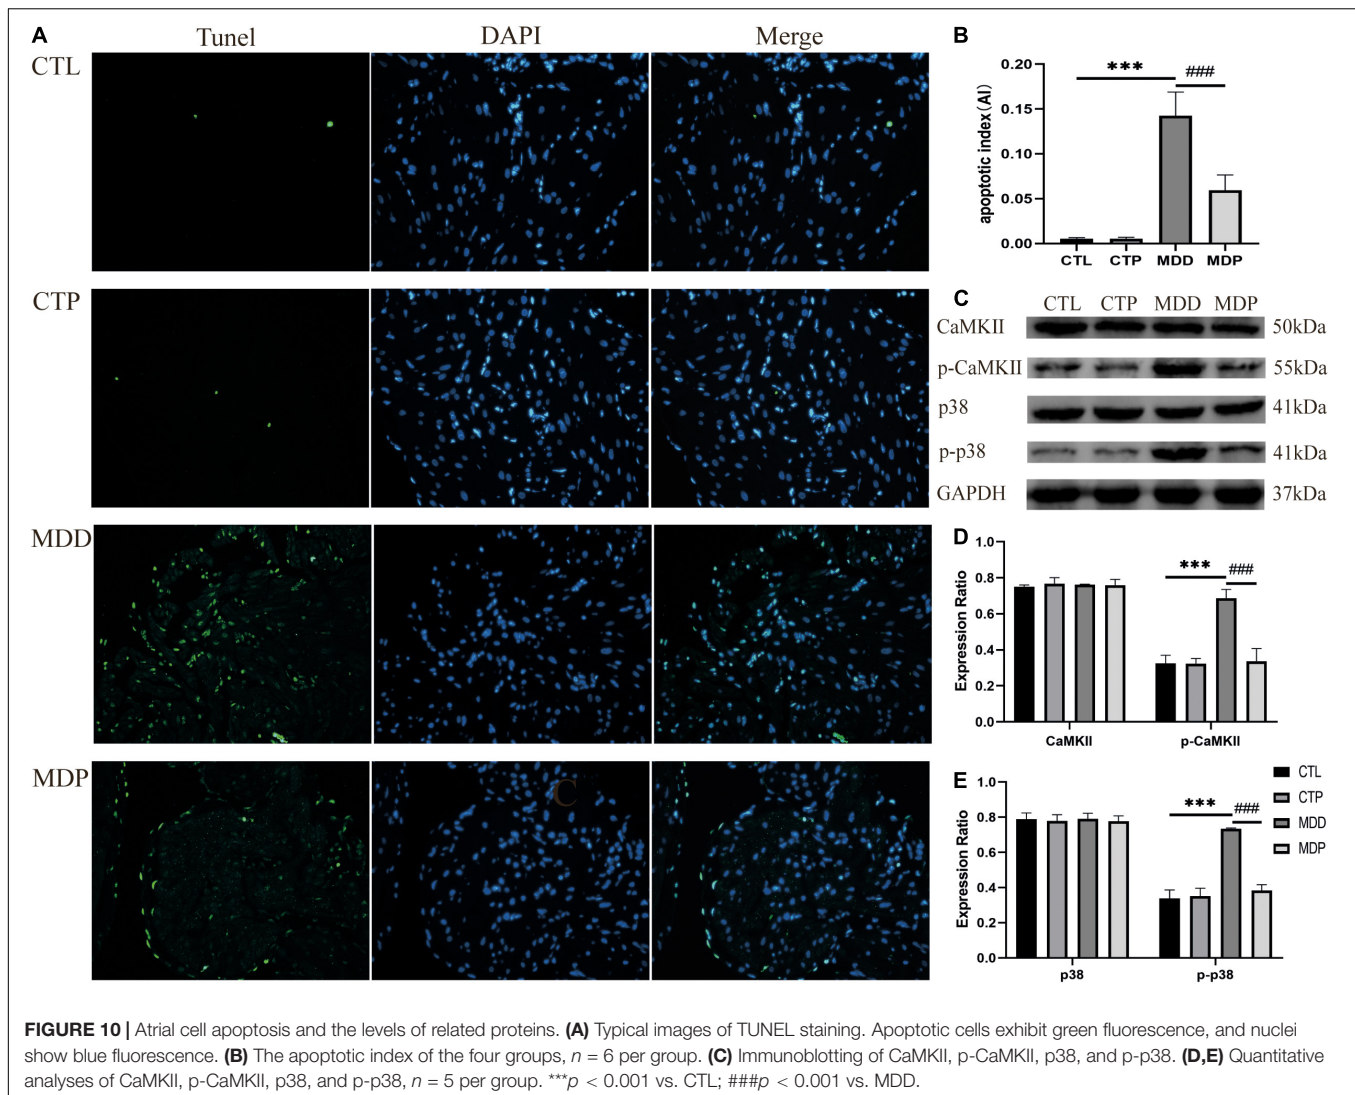 A
Tunel DAPI Merge
CTL
CTP
MDD
MDP
C
B
apoptotic index (AI)
0.20
0.15
0.10
0.05
0.00
*** ###
CTL CTP MDD MDP
C
CTL CTP MDD MDP
CaMKII 50kDa
p-CaMKII 55kDa
p38 41kDa
p-p38 41kDa
GAPDH 37kDa
D
Expression Ratio
1.0
0.8
0.6
0.4
0.2
0.0
*** ###
CaMKII p-CaMKII
E
Expression Ratio
1.0
0.8
0.6
0.4
0.2
0.0
*** ###
p38 p-p38
CTL
CTP
MDD
MDP
FIGURE 10 | Atrial cell apoptosis and the levels of related proteins. (A) Typical images of TUNEL staining. Apoptotic cells exhibit green fluorescence, and nuclei
show blue fluorescence. (B) The apoptotic index of the four groups, n = 6 per group. (C) Immunoblotting of CaMKII, p-CaMKII, p38, and p-p38. (D,E) Quantitative
analyses of CaMKII, p-CaMKII, p38, and p-p38, n = 5 per group. ***p < 0.001 vs. CTL; ###p < 0.001 vs. MDD.